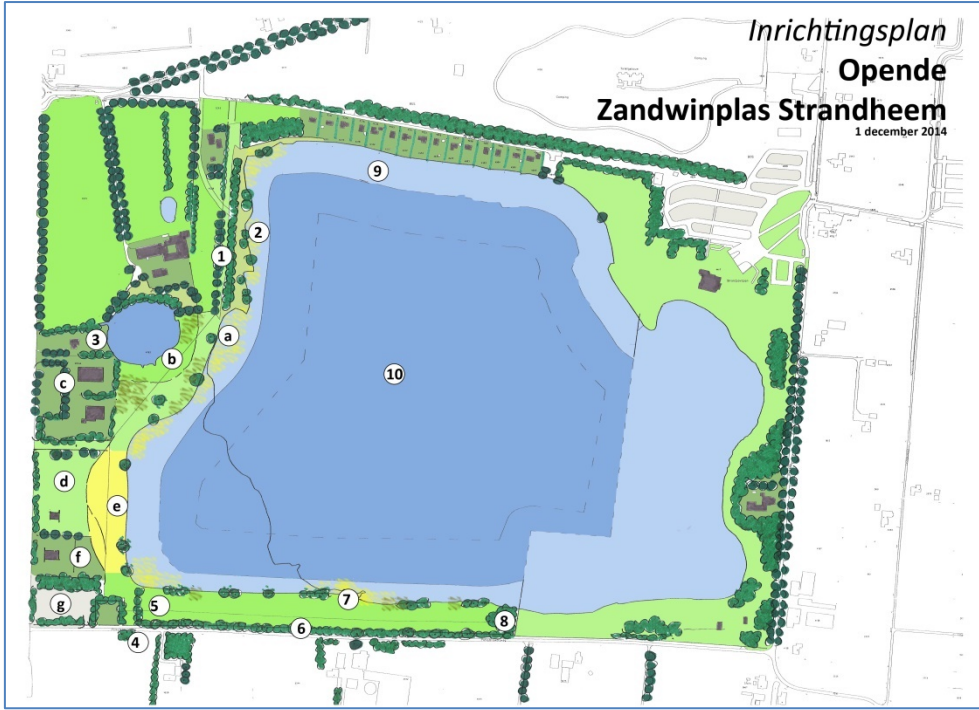 Inrichtingsplan
Opende
Zandwinplas Strandheem
1 december 2014
9
2
1
a
3
b
c
10
d
e
f
g
5
7
6
8
4